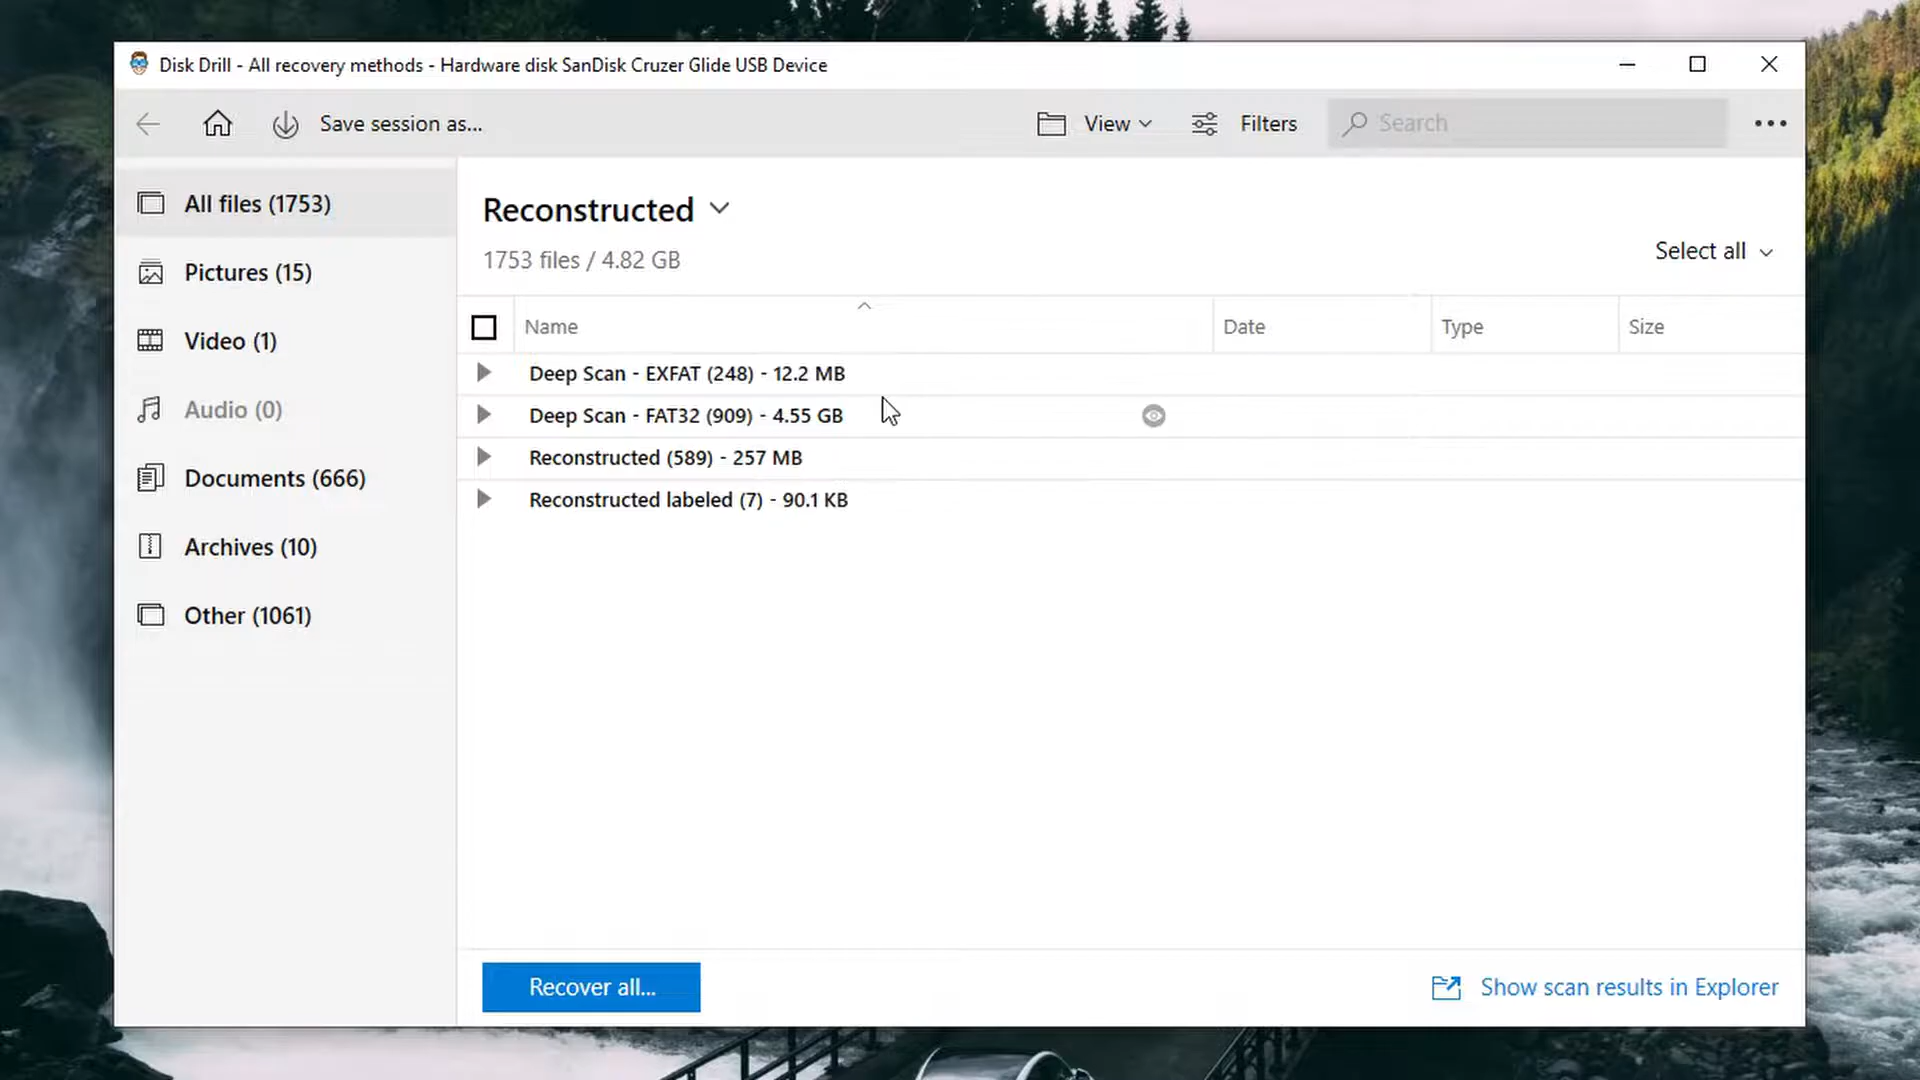 Disk Drill - All recovery methods - Hardware disk SanDisk Cruzer Glide USB Device
Save session as...
View
Filters
Search
All files (1753)
Pictures (15)
Video (1)
Audio (0)
Documents (666)
Archives (10)
Other (1061)
Reconstructed
1753 files / 4.82 GB
Select all
Name
Date
Type
Size
Deep Scan - EXFAT (248) - 12.2 MB
Deep Scan - FAT32 (909) - 4.55 GB
Reconstructed (589) - 257 MB
Reconstructed labeled (7) - 90.1 KB
Recover all...
Show scan results in Explorer